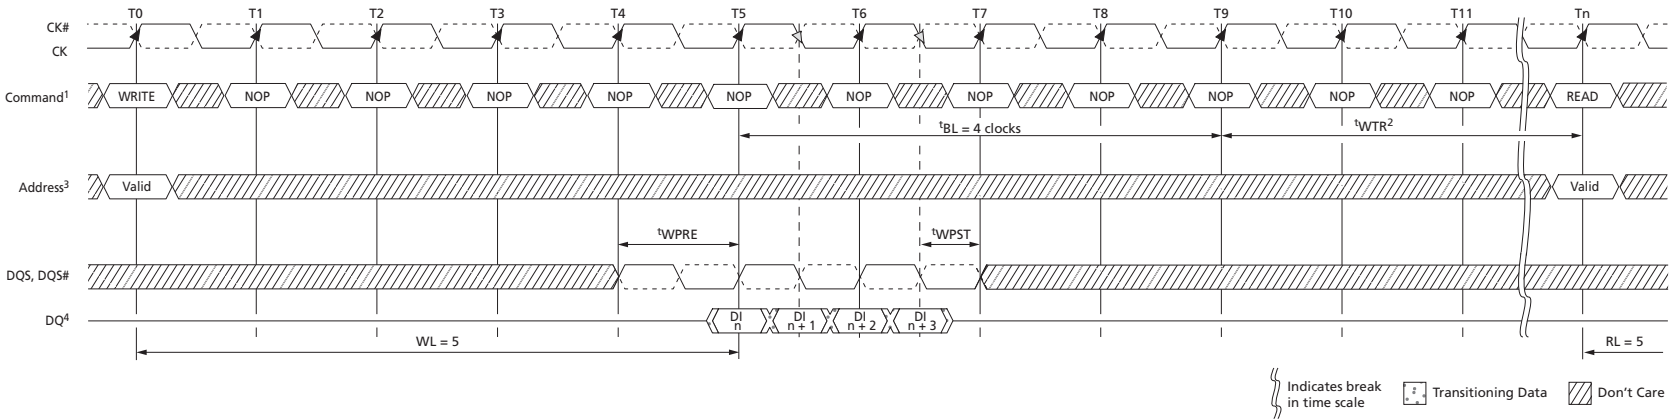 T0 T1 T2 T3 T4 T5 T6 T7 T8 T9 T10 T11 Tn
CK#
CK
Command¹ WRITE NOP NOP NOP NOP NOP NOP NOP NOP NOP NOP NOP READ
ᵗBL = 4 clocks ᵗWTR²
Address³ Valid Valid
ᵗWPRE ᵗWPST
DQS, DQS#
DQ⁴ DI n DI n + 1 DI n + 2 DI n + 3
WL = 5 RL = 5
Indicates break in time scale
Transitioning Data
Don't Care